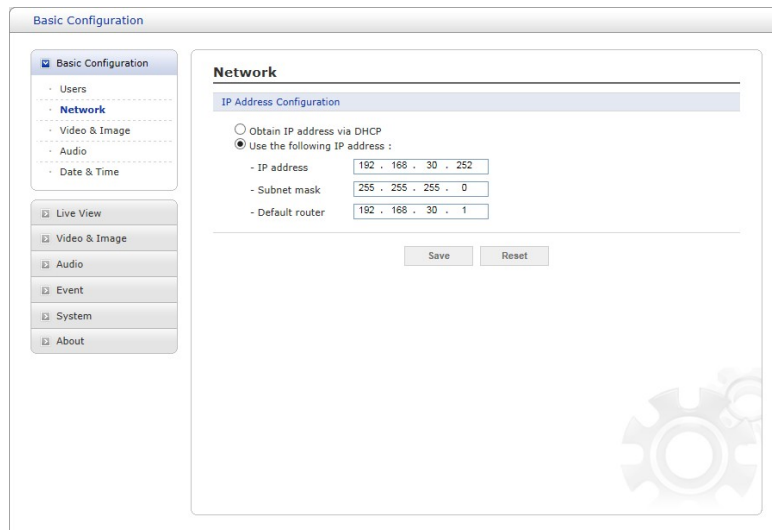 Basic Configuration
Basic Configuration
· Users
· Network
· Video & Image
· Audio
· Date & Time
Live View
Video & Image
Audio
Event
System
About
Network
IP Address Configuration
Obtain IP address via DHCP
Use the following IP address :
- IP address 192 . 168 . 30 . 252
- Subnet mask 255 . 255 . 255 . 0
- Default router 192 . 168 . 30 . 1
Save Reset